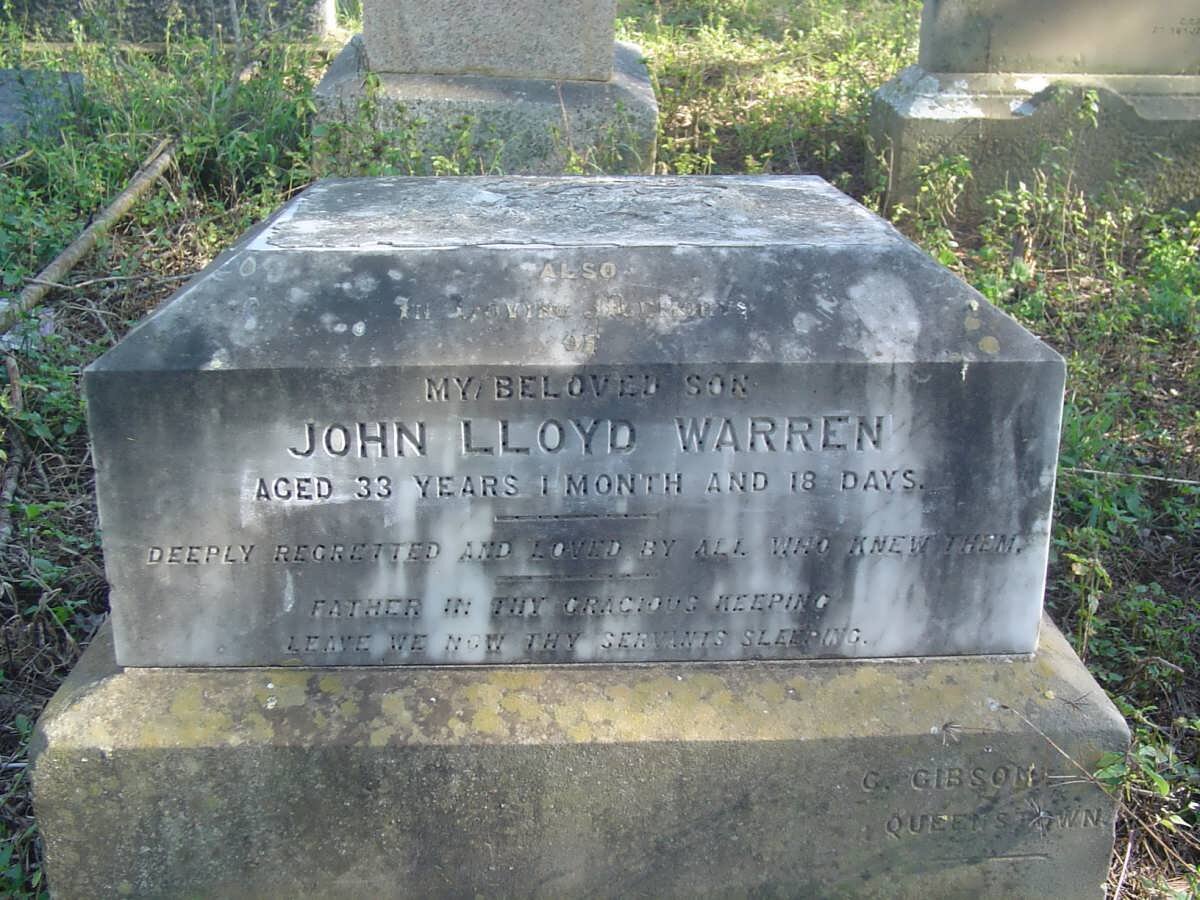 ALSO
IN LOVING MEMORY
OF
MY BELOVED SON
JOHN LLOYD WARREN
AGED 33 YEARS 1 MONTH AND 18 DAYS.
DEEPLY REGRETTED AND LOVED BY ALL WHO KNEW THEM.
FATHER IN THY GRACIOUS KEEPING
LEAVE WE NOW THY SERVANTS SLEEPING.
GIBSON
QUEENSTOWN